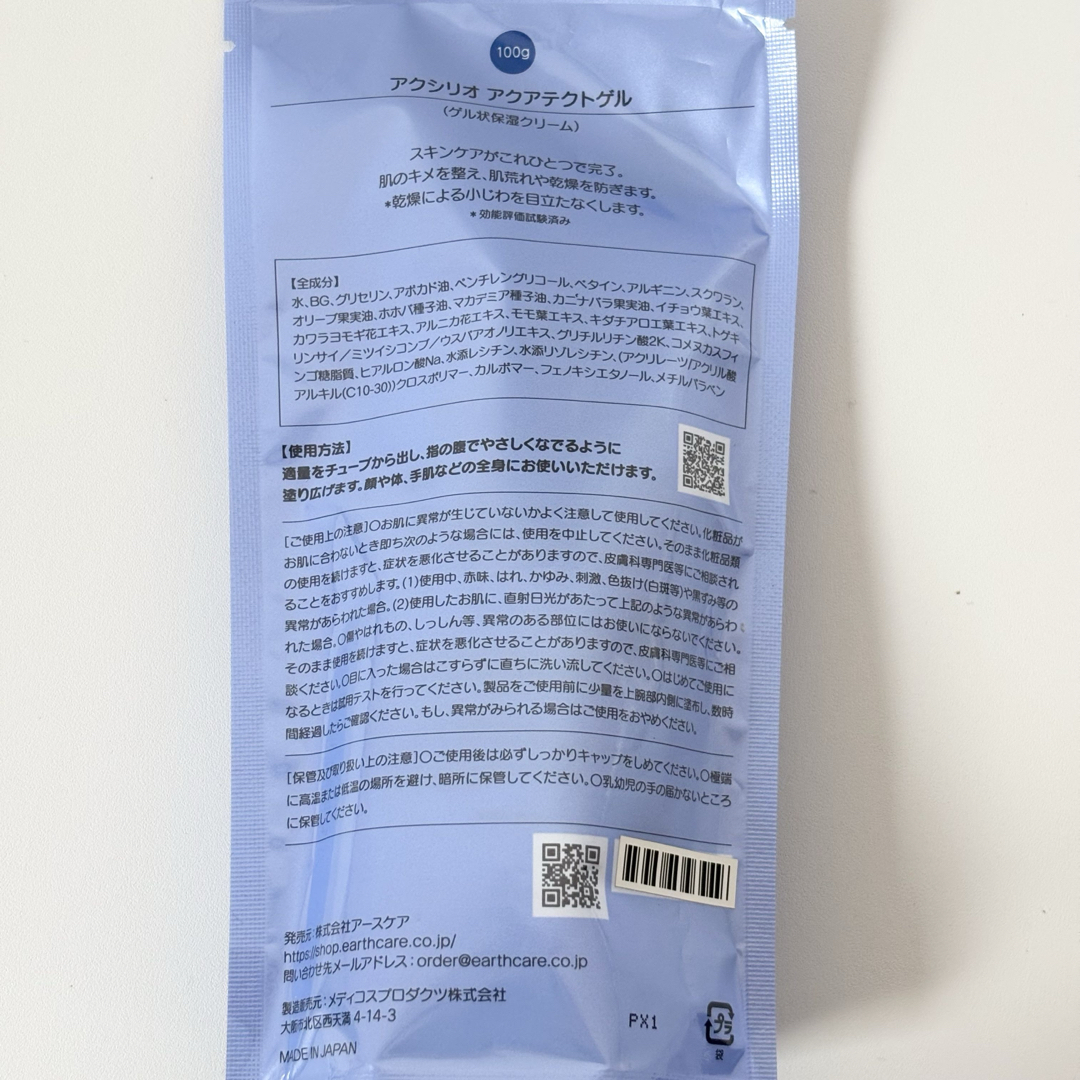 100g
アクシリオ アクアテクトゲル
(ゲル状保湿クリーム)
スキンケアがこれひとつで完了。
肌のキメを整え、肌荒れや乾燥を防ぎます。
*乾燥による小じわを目立たなくします。
* 効能評価試験済み
【全成分】
水、BG、グリセリン、アボカド油、ペンチレングリコール、ベタイン、アルギニン、スクワラン、
オリーブ果実油、ホホバ種子油、マカデミア種子油、カニナバラ果実油、イチョウ葉エキス、
カワラヨモギ花エキス、アルニカ花エキス、モモ葉エキス、キダチアロエ葉エキス、トゲキ
リンサイ/ミツイシコンブ/ウスバアオノリエキス、グリチルリチン酸2K、コメヌカスフィ
ンゴ糖脂質、ヒアルロン酸Na、水添レシチン、水添リゾレシチン、(アクリレーツ/アクリル酸
アルキル(C10-30))クロスポリマー、カルボマー、フェノキシエタノール、メチルパラベン
【使用方法】
適量をチューブから出し、指の腹でやさしくなでるように
塗り広げます。顔や体、手肌などの全身にお使いいただけます。
[ご使用上の注意]○お肌に異常が生じていないかよく注意して使用してください。化粧品が
お肌に合わないとき即ち次のような場合には、使用を中止してください。そのまま化粧品類
の使用を続けますと、症状を悪化させることがありますので、皮膚科専門医等にご相談され
ることをおすすめします。(1)使用中、赤味、はれ、かゆみ、刺激、色抜け(白斑等)や黒ずみ等の
異常があらわれた場合。(2)使用したお肌に、直射日光があたって上記のような異常があらわ
れた場合。○傷やはれもの、しっしん等、異常のある部位にはお使いにならないでください。
そのまま使用を続けますと、症状を悪化させることがありますので、皮膚科専門医等にご相
談ください。○目に入った場合はこすらずに直ちに洗い流してください。○はじめてご使用に
なるときは試用テストを行ってください。製品をご使用前に少量を上腕部内側に塗布し、数時
間経過したらご確認ください。もし、異常がみられる場合はご使用をおやめください。
[保管及び取り扱い上の注意]○ご使用後は必ずしっかりキャップをしめてください。○極端
に高温または低温の場所を避け、暗所に保管してください。○乳幼児の手の届かないところ
に保管してください。
発売元:株式会社アースケア
https://shop.earthcare.co.jp/
問い合わせ先メールアドレス:order@earthcare.co.jp
製造販売元:メディコスプロダクツ株式会社
大阪市北区西天満4-14-3
PX1
プラ
袋
MADE IN JAPAN